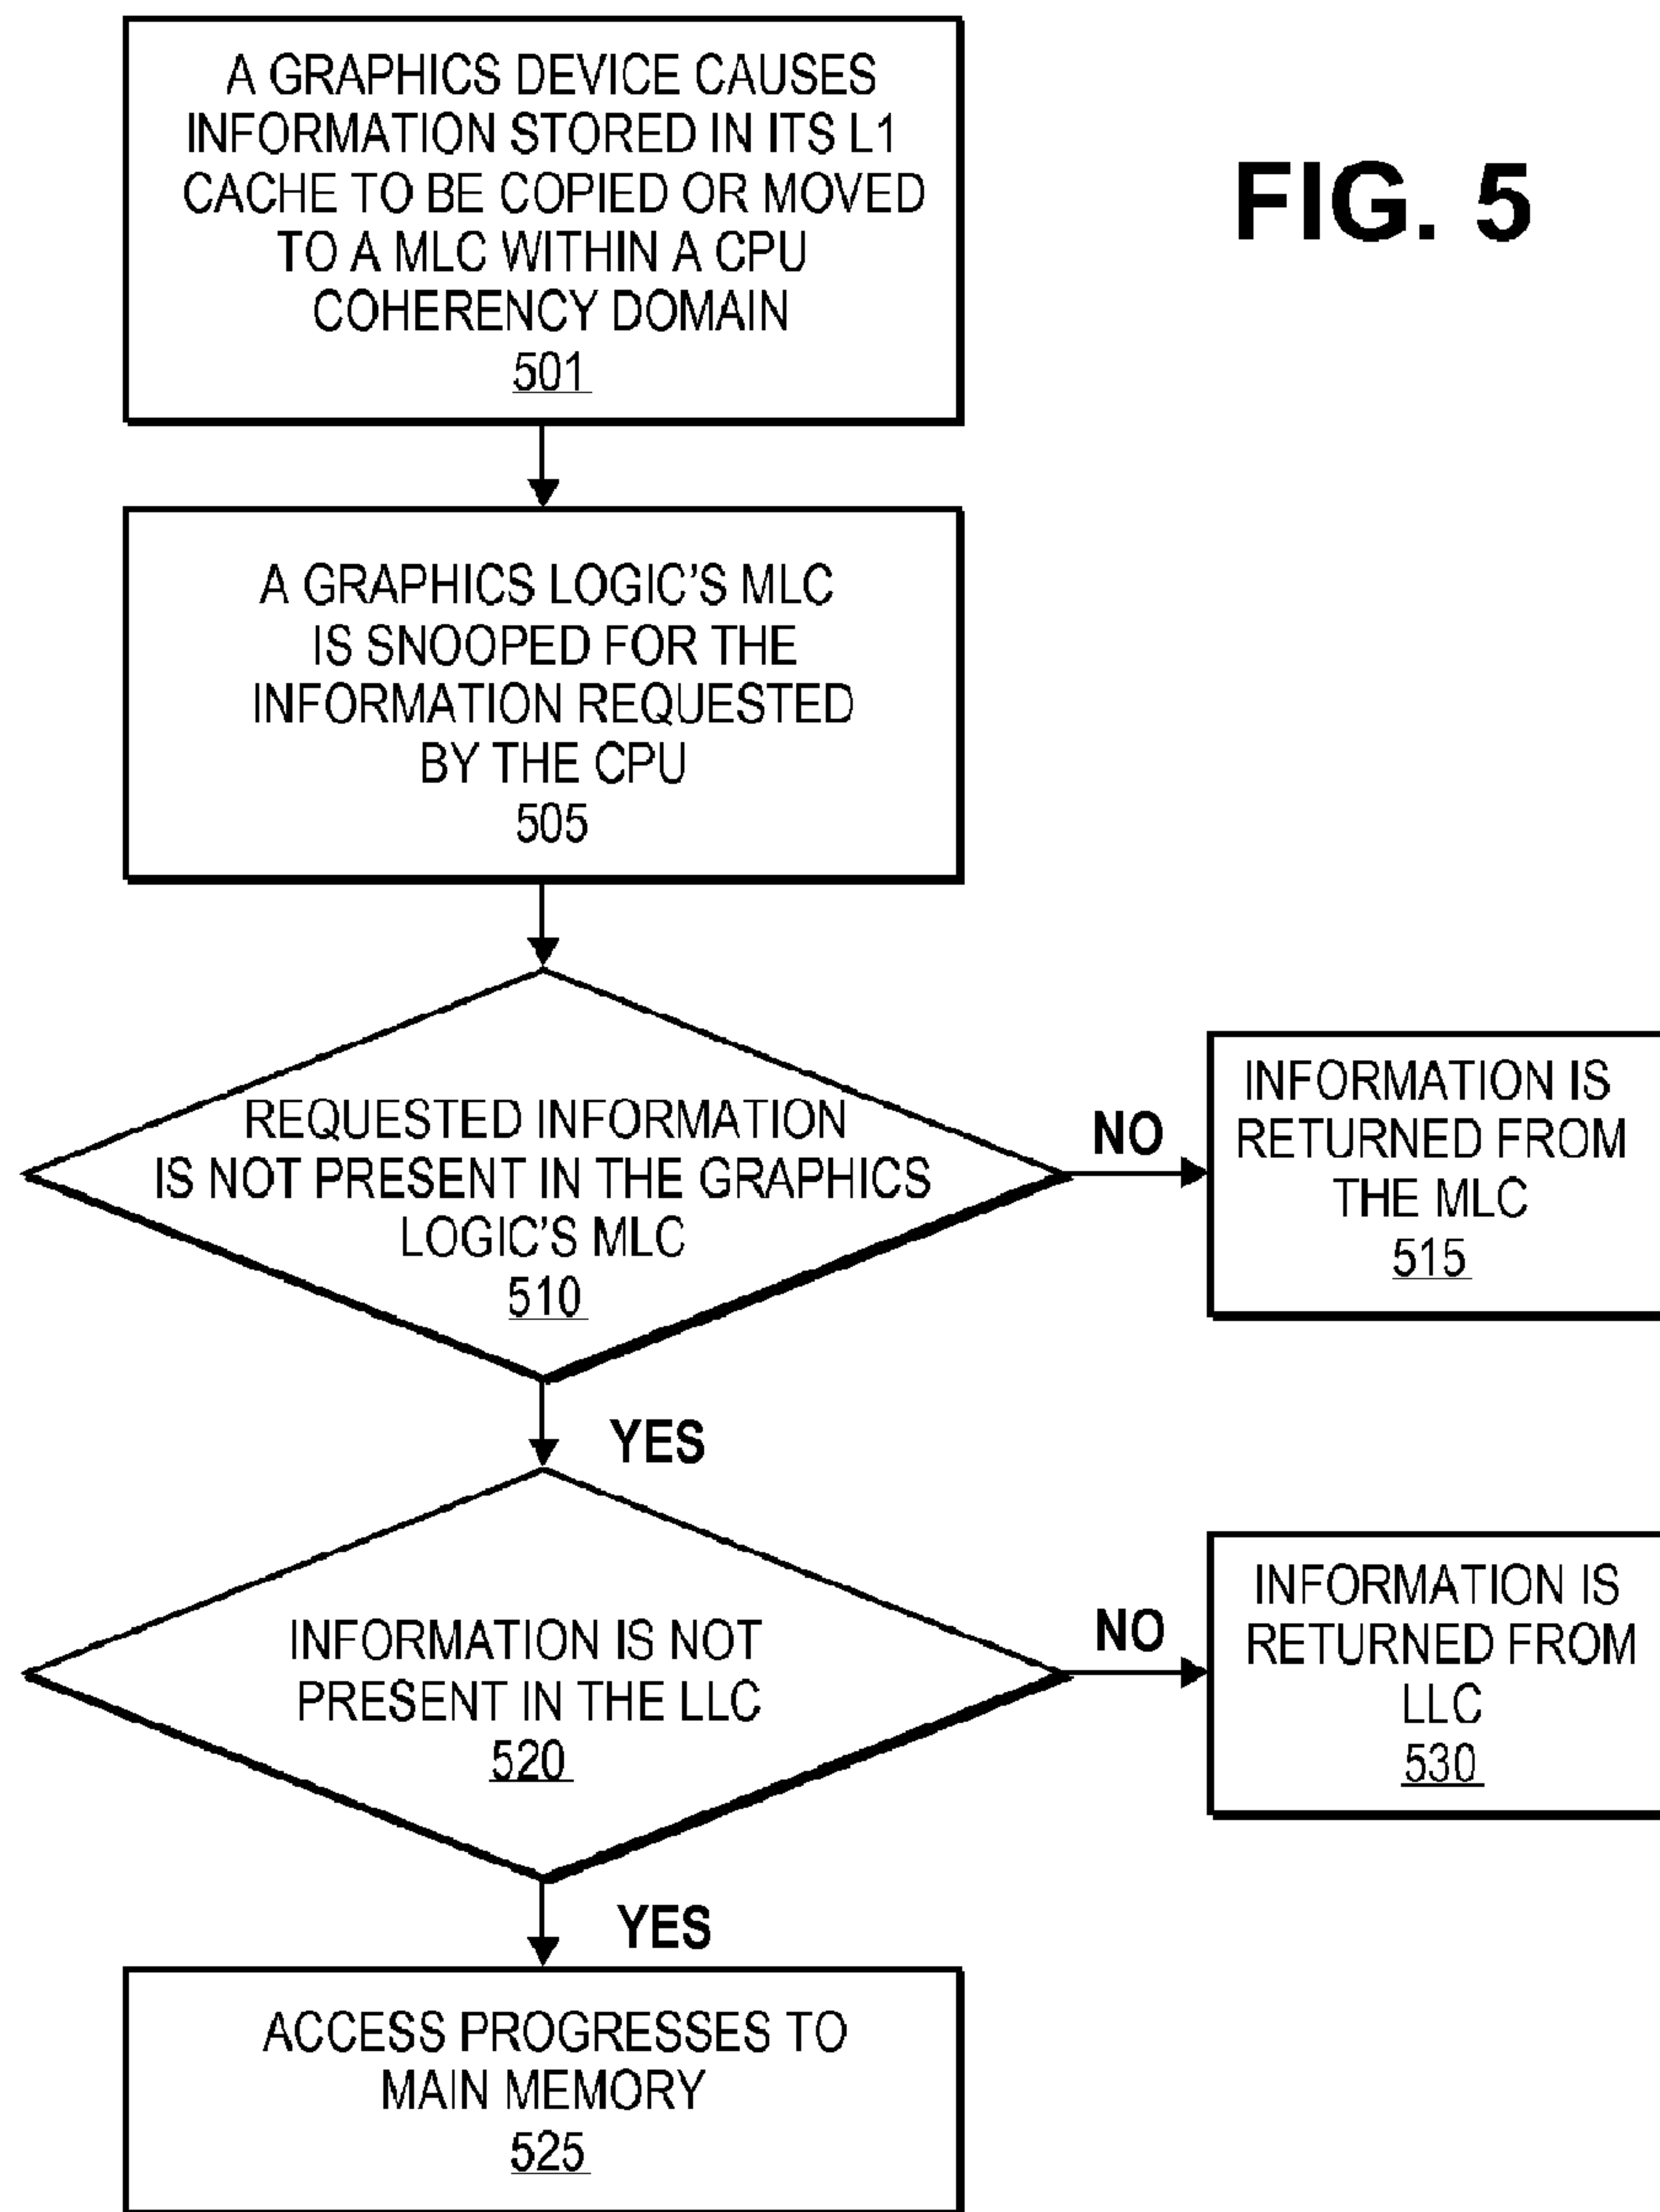 A GRAPHICS DEVICE CAUSES
INFORMATION STORED IN ITS L1
CACHE TO BE COPIED OR MOVED
TO A MLC WITHIN A CPU
COHERENCY DOMAIN
501
FIG. 5
A GRAPHICS LOGIC'S MLC
IS SNOOPED FOR THE
INFORMATION REQUESTED
BY THE CPU
505
REQUESTED INFORMATION
IS NOT PRESENT IN THE GRAPHICS
LOGIC'S MLC
510
NO
INFORMATION IS
RETURNED FROM
THE MLC
515
YES
INFORMATION IS NOT
PRESENT IN THE LLC
520
NO
INFORMATION IS
RETURNED FROM
LLC
530
YES
ACCESS PROGRESSES TO
MAIN MEMORY
525